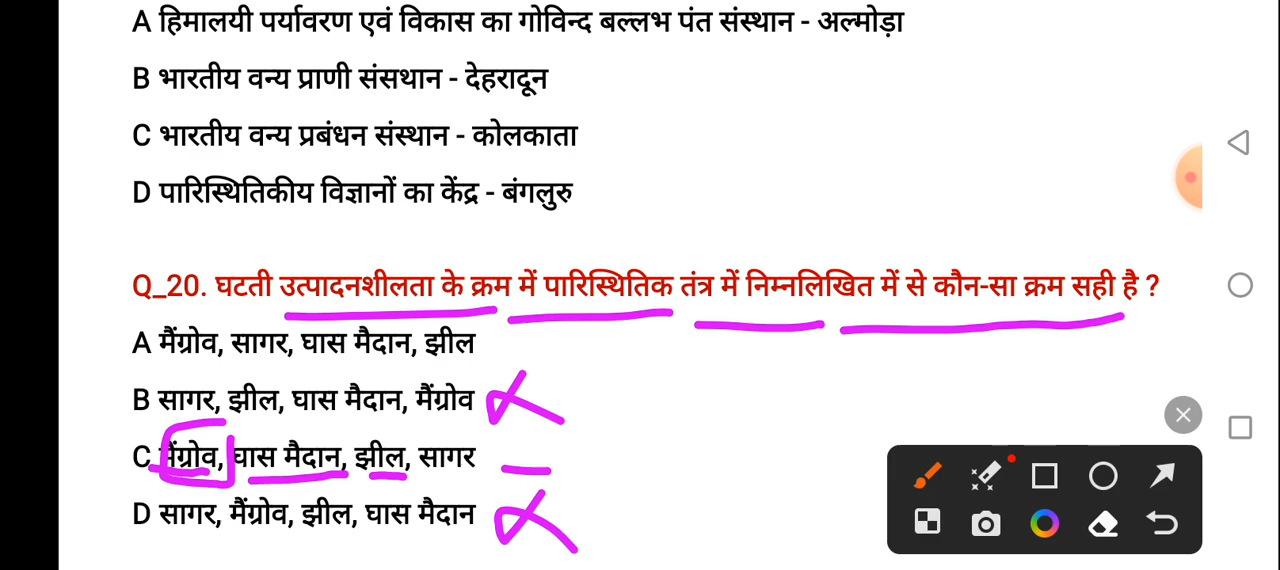 A हिमालयी पर्यावरण एवं विकास का गोविन्द बल्लभ पंत संस्थान - अल्मोड़ा
B भारतीय वन्य प्राणी संसथान - देहरादून
C भारतीय वन्य प्रबंधन संस्थान - कोलकाता
D पारिस्थितिकीय विज्ञानों का केंद्र - बंगलुरु
Q_20. घटती उत्पादनशीलता के क्रम में पारिस्थितिक तंत्र में निम्नलिखित में से कौन-सा क्रम सही है ?
A मैंग्रोव, सागर, घास मैदान, झील
B सागर, झील, घास मैदान, मैंग्रोव
C मैंग्रोव, घास मैदान, झील, सागर
D सागर, मैंग्रोव, झील, घास मैदान